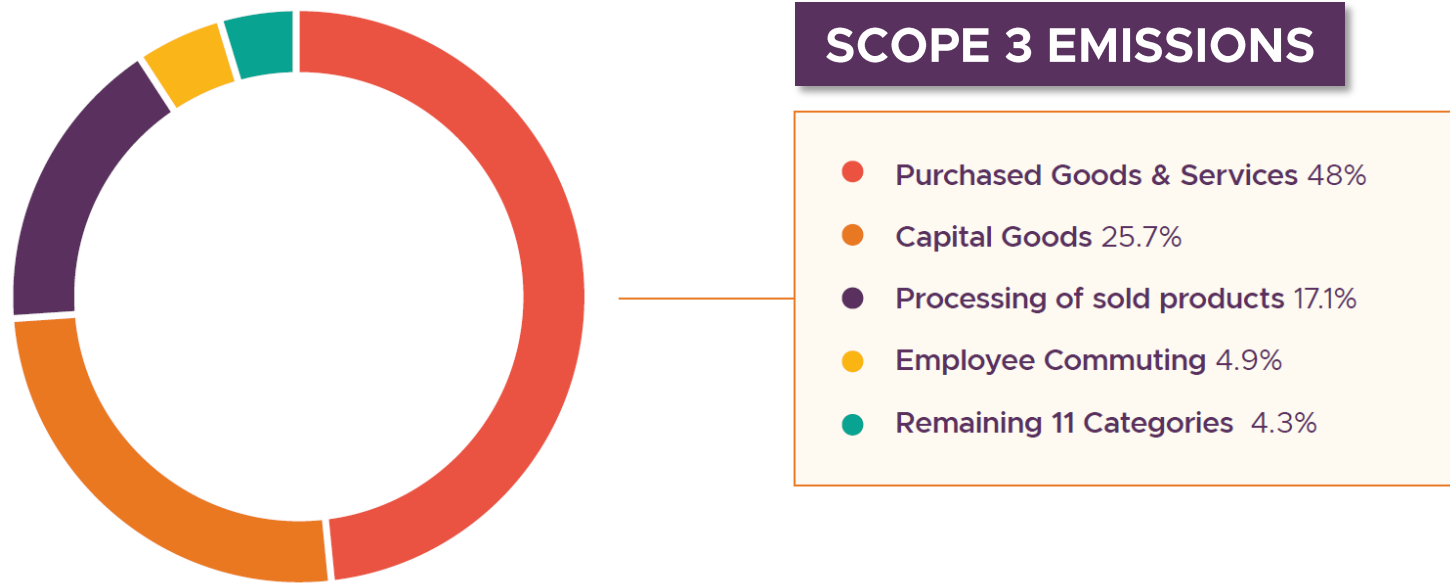 SCOPE 3 EMISSIONS
Purchased Goods & Services 48%
Capital Goods 25.7%
Processing of sold products 17.1%
Employee Commuting 4.9%
Remaining 11 Categories 4.3%